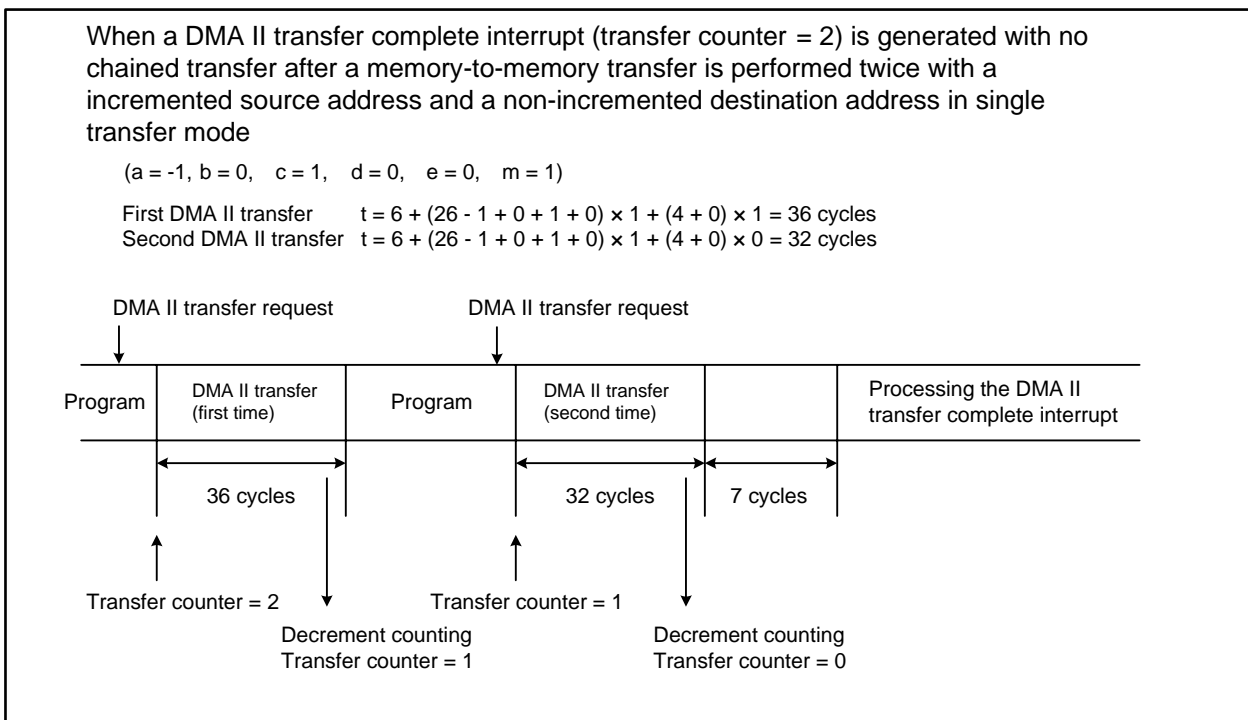 When a DMA II transfer complete interrupt (transfer counter = 2) is generated with no
chained transfer after a memory-to-memory transfer is performed twice with a
incremented source address and a non-incremented destination address in single
transfer mode
(a = -1, b = 0, c = 1, d = 0, e = 0, m = 1)
First DMA II transfer t = 6 + (26 - 1 + 0 + 1 + 0) × 1 + (4 + 0) × 1 = 36 cycles
Second DMA II transfer t = 6 + (26 - 1 + 0 + 1 + 0) × 1 + (4 + 0) × 0 = 32 cycles
DMA II transfer request
DMA II transfer request
Program
DMA II transfer
(first time)
Program
DMA II transfer
(second time)
Processing the DMA II
transfer complete interrupt
36 cycles
32 cycles
7 cycles
Transfer counter = 2
Transfer counter = 1
Decrement counting
Transfer counter = 1
Decrement counting
Transfer counter = 0